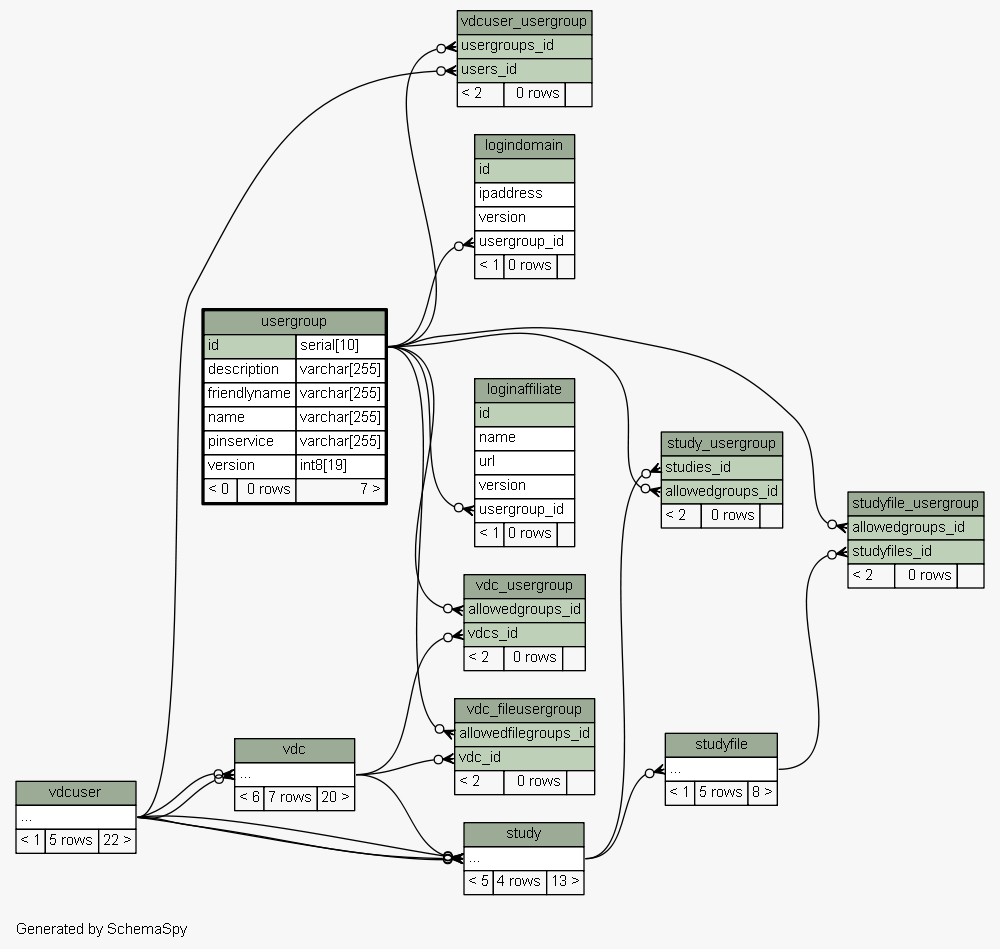 vdcuser_usergroup
usergroups_id
users_id
< 2 0 rows
logindomain
id
ipaddress
version
usergroup_id
< 1 0 rows
usergroup
id serial[10]
description varchar[255]
friendlyname varchar[255]
name varchar[255]
pinservice varchar[255]
version int8[19]
< 0 0 rows 7 >
loginaffiliate
id
name
url
version
usergroup_id
< 1 0 rows
study_usergroup
studies_id
allowedgroups_id
< 2 0 rows
studyfile_usergroup
allowedgroups_id
studyfiles_id
< 2 0 rows
vdc_usergroup
allowedgroups_id
vdcs_id
< 2 0 rows
vdc_fileusergroup
allowedfilegroups_id
vdc_id
< 2 0 rows
vdc
...
< 6 7 rows 20 >
studyfile
...
< 1 5 rows 8 >
vdcuser
...
< 1 5 rows 22 >
study
...
< 5 4 rows 13 >
Generated by SchemaSpy